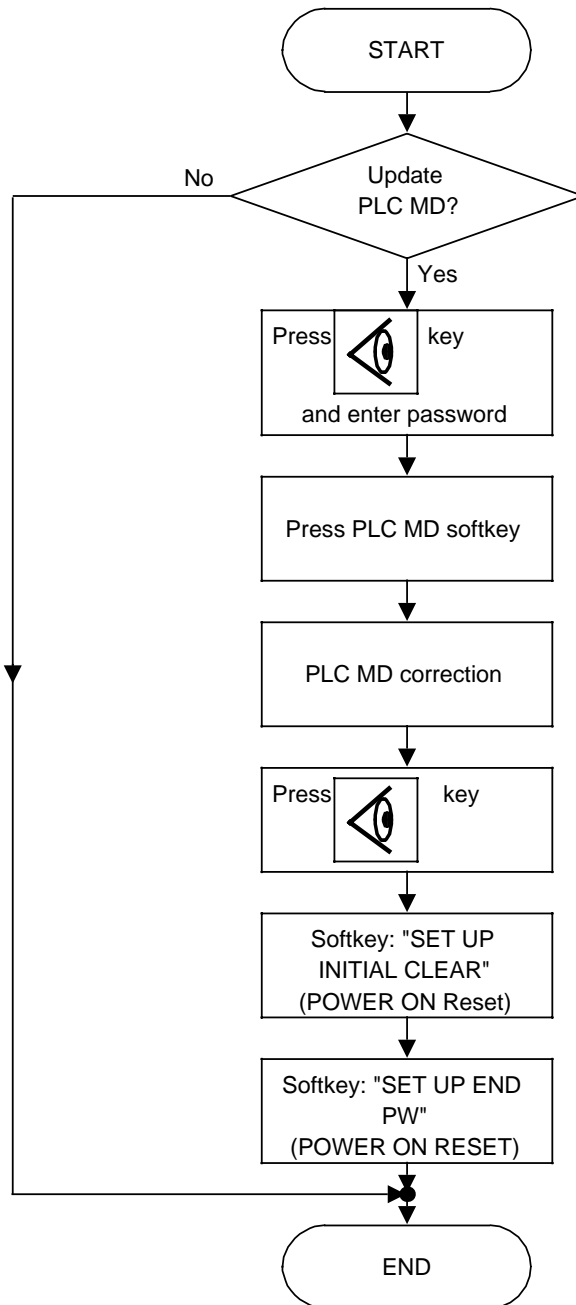 START
Update
PLC MD?
No
Yes
Press key
and enter password
Press PLC MD softkey
PLC MD correction
Press key
Softkey: "SET UP
INITIAL CLEAR"
(POWER ON Reset)
Softkey: "SET UP END
PW"
(POWER ON RESET)
END